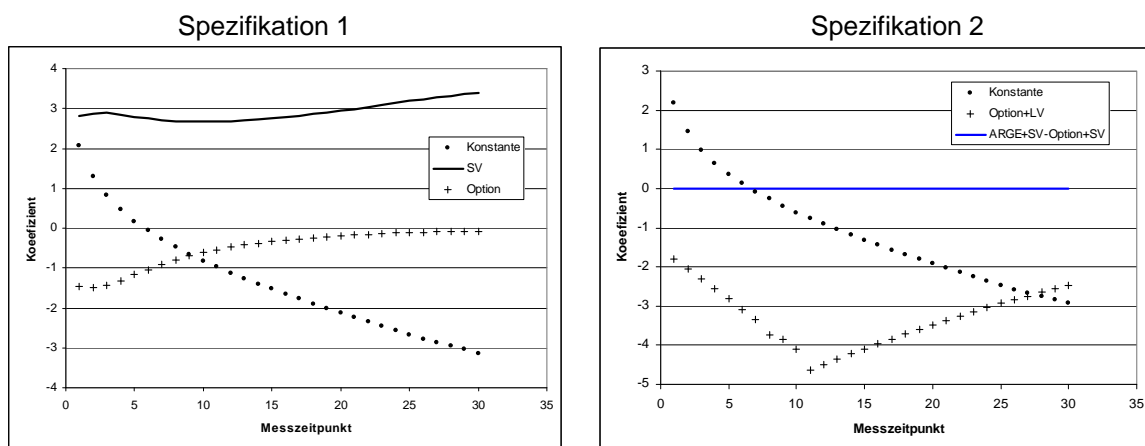 Spezifikation 1
4
3
2
1
0
-1
-2
-3
-4
0 5 10 15 20 25 30 35
Koeefizient
Messzeitpunkt
Konstante
SV
Option
Spezifikation 2
3
2
1
0
-1
-2
-3
-4
-5
0 5 10 15 20 25 30 35
Koeefizient
Messzeitpunkt
Konstante
Option+LV
ARGE+SV-Option+SV